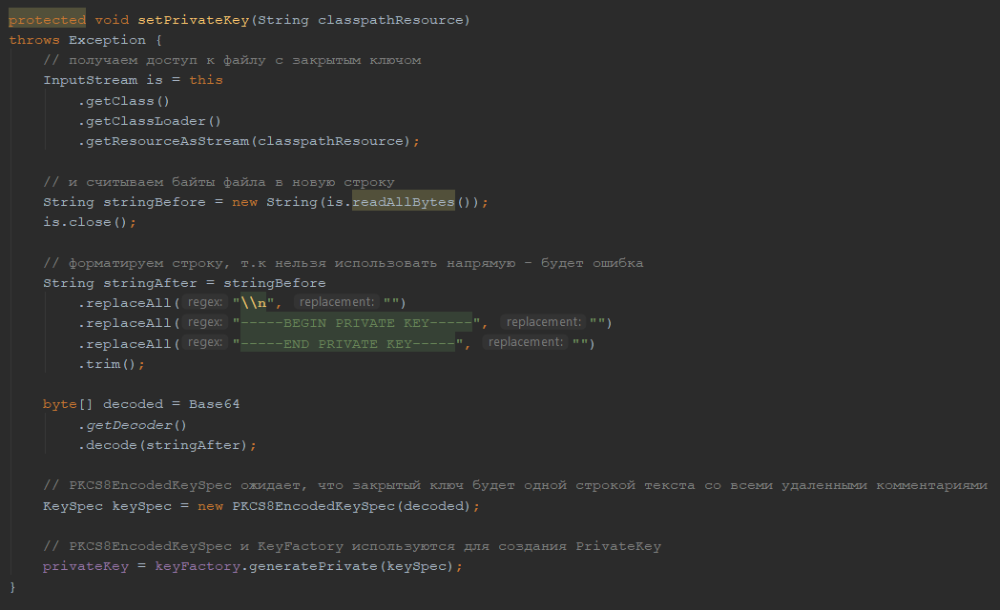 protected void setPrivateKey(String classpathResource)
throws Exception {
// получаем доступ к файлу с закрытым ключом
InputStream is = this
.getClass()
.getClassLoader()
.getResourceAsStream(classpathResource);
// и считываем байты файла в новую строку
String stringBefore = new String(is.readAllBytes());
is.close();
// форматируем строку, т.к нельзя использовать напрямую - будет ошибка
String stringAfter = stringBefore
.replaceAll( regex: "\\n", replacement: "")
.replaceAll( regex: "-----BEGIN PRIVATE KEY-----", replacement: "")
.replaceAll( regex: "-----END PRIVATE KEY-----", replacement: "")
.trim();
byte[] decoded = Base64
.getDecoder()
.decode(stringAfter);
// PKCS8EncodedKeySpec ожидает, что закрытый ключ будет одной строкой текста со всеми удаленными комментариями
KeySpec keySpec = new PKCS8EncodedKeySpec(decoded);
// PKCS8EncodedKeySpec и KeyFactory используются для создания PrivateKey
privateKey = keyFactory.generatePrivate(keySpec);
}